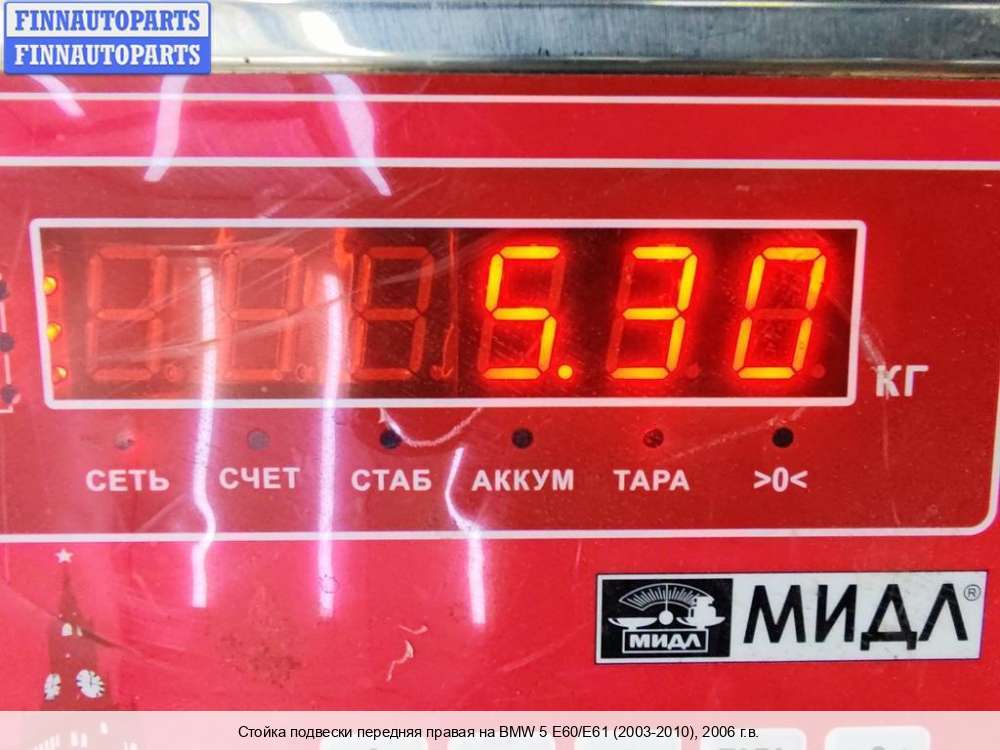 FINNAUTOPARTS
FINNAUTOPARTS
5.30
кг
СЕТЬ СЧЕТ СТАБ АККУМ ТАРА >0<
МИДЛ МИДЛ®
Стойка подвески передняя правая на BMW 5 E60/E61 (2003-2010), 2006 г.в.